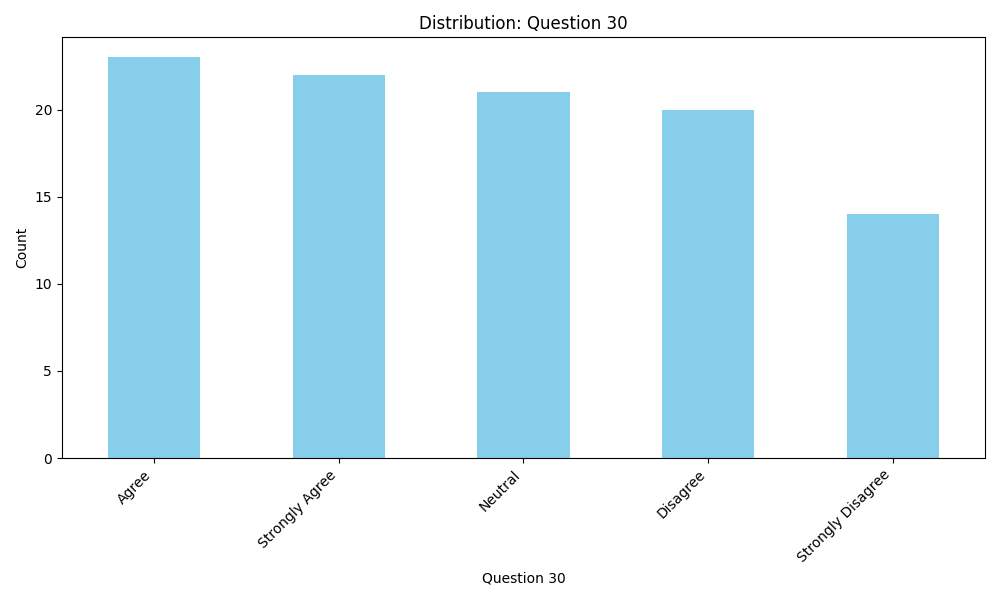 Distribution: Question 30
Count
20
15
10
5
0
Agree
Strongly Agree
Neutral
Disagree
Strongly Disagree
Question 30